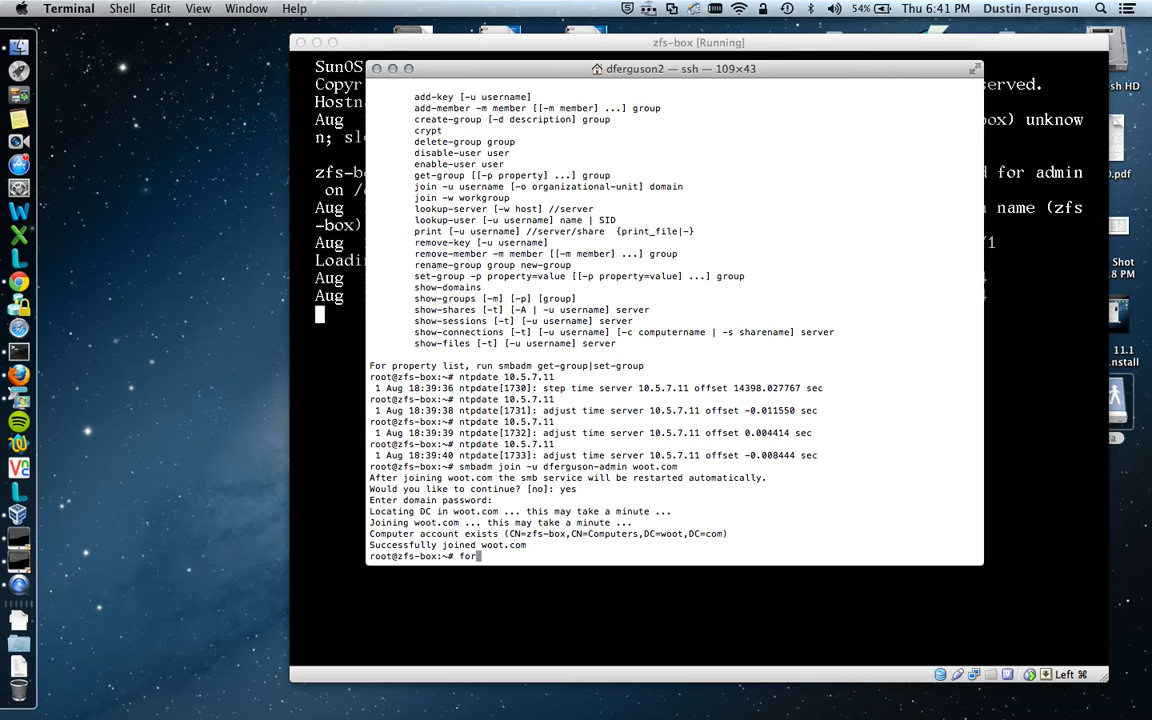 Terminal Shell Edit View Window Help 54% Thu 6:41 PM Dustin Ferguson
zfs-box [Running]
SunOS
Copyr served.
Hostn
Aug box) unknow
n; sl
zfs-b d for admin
on /
Aug n name (zfs
-box)
Aug /1
Loadi
Aug
Aug
dferguson2 — ssh — 109×43
add-key [-u username]
add-member -m member [[-m member] ...] group
create-group [-d description] group
crypt
delete-group group
disable-user user
enable-user user
get-group [[-p property] ...] group
join -u username [-o organizational-unit] domain
join -w workgroup
lookup-server [-w host] //server
lookup-user [-u username] name | SID
print [-u username] //server/share {print_file|-}
remove-key [-u username]
remove-member -m member [[-m member] ...] group
rename-group group new-group
set-group -p property=value [[-p property=value] ...] group
show-domains
show-groups [-m] [-p] [group]
show-shares [-t] [-A | -u username] server
show-sessions [-t] [-u username] server
show-connections [-t] [-u username] [-c computername | -s sharename] server
show-files [-t] [-u username] server
For property list, run smbadm get-group|set-group
root@zfs-box:~# ntpdate 10.5.7.11
1 Aug 18:39:36 ntpdate[1730]: step time server 10.5.7.11 offset 14398.027767 sec
root@zfs-box:~# ntpdate 10.5.7.11
1 Aug 18:39:38 ntpdate[1731]: adjust time server 10.5.7.11 offset -0.011550 sec
root@zfs-box:~# ntpdate 10.5.7.11
1 Aug 18:39:39 ntpdate[1732]: adjust time server 10.5.7.11 offset 0.004414 sec
root@zfs-box:~# ntpdate 10.5.7.11
1 Aug 18:39:40 ntpdate[1733]: adjust time server 10.5.7.11 offset -0.008444 sec
root@zfs-box:~# smbadm join -u dferguson-admin woot.com
After joining woot.com the smb service will be restarted automatically.
Would you like to continue? [no]: yes
Enter domain password:
Locating DC in woot.com ... this may take a minute ...
Joining woot.com ... this may take a minute ...
Computer account exists (CN=zfs-box,CN=Computers,DC=woot,DC=com)
Successfully joined woot.com
root@zfs-box:~# for
Left ⌘
sh HD
0.pdf
Shot
8 PM
11.1
nstall